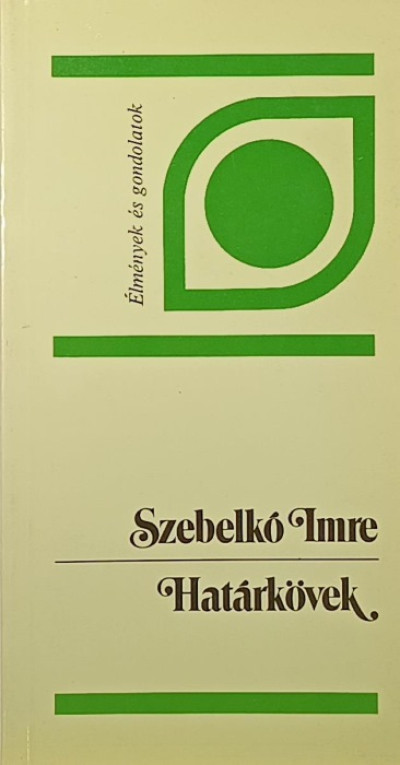 Élmények és gondolatok
Szebelkó Imre
Határkövek